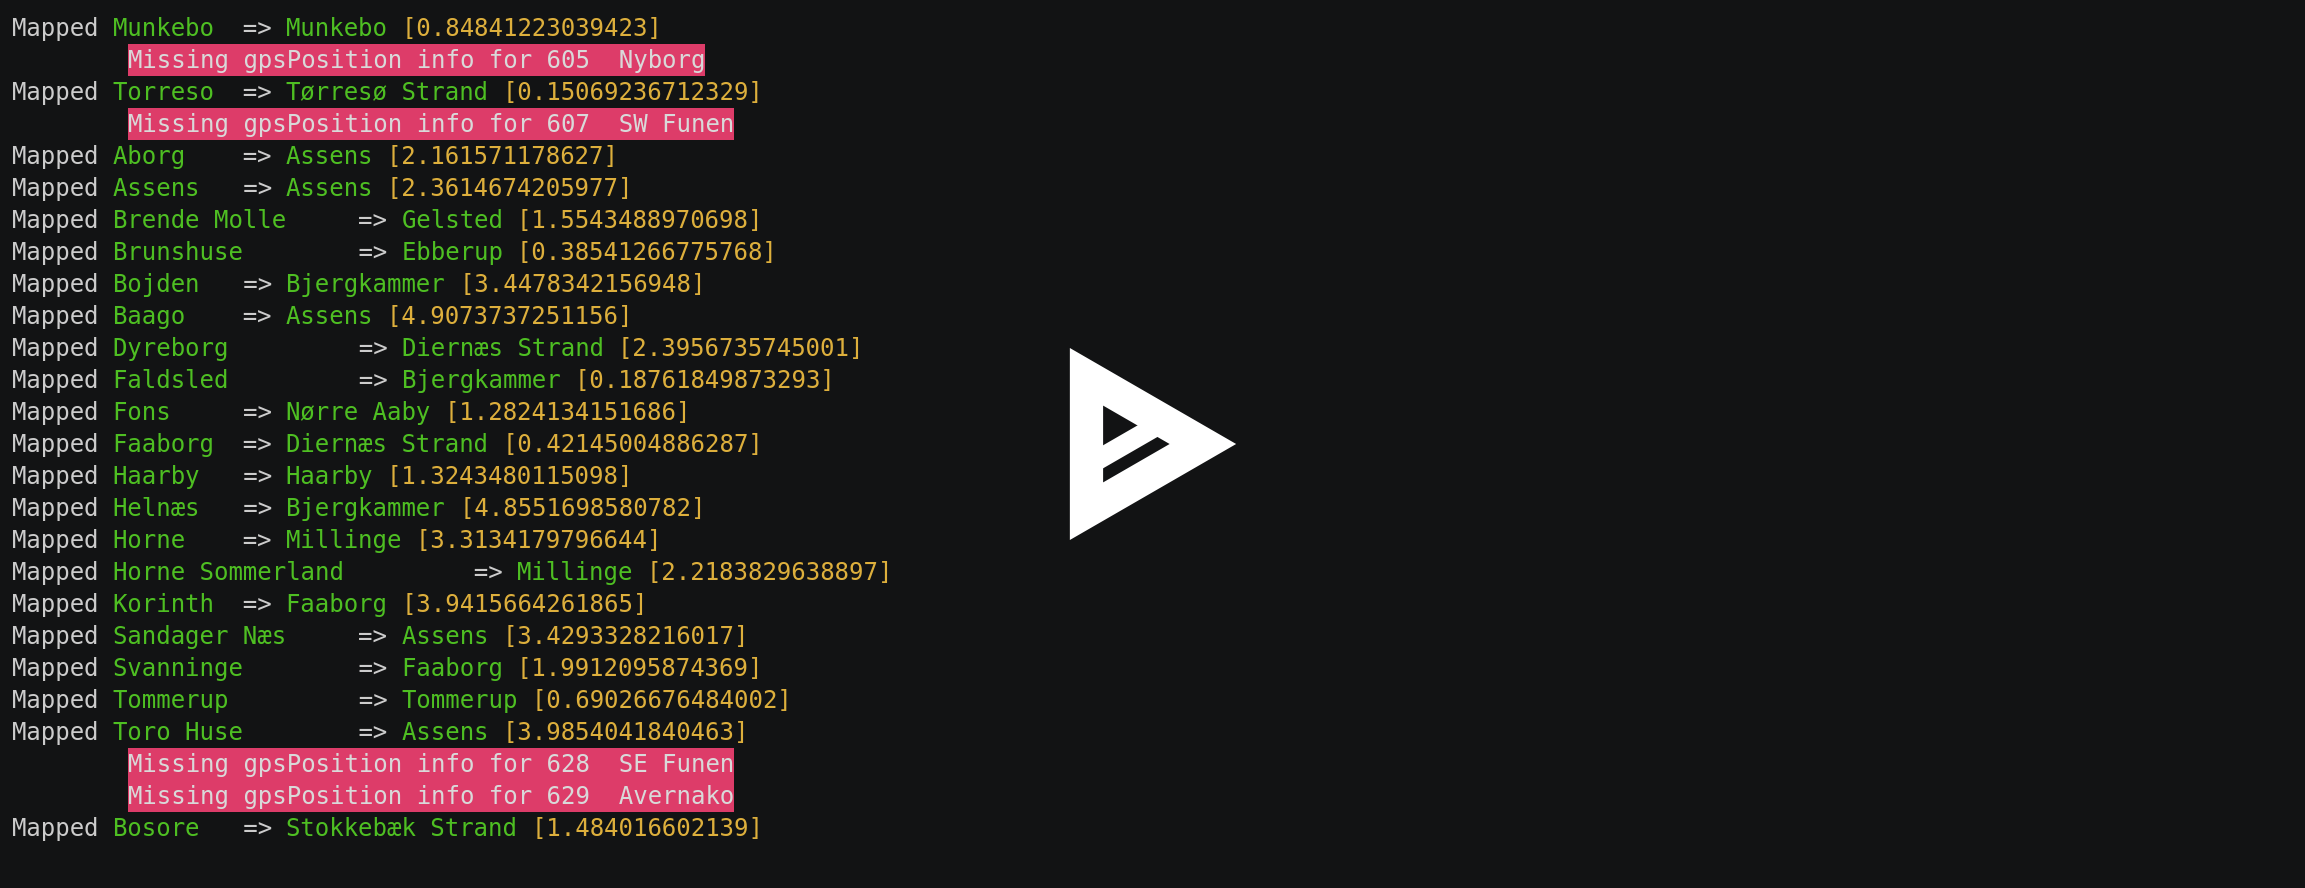 Mapped Munkebo  => Munkebo [0.84841223039423]
        Missing gpsPosition info for 605  Nyborg
Mapped Torreso  => Tørresø Strand [0.15069236712329]
        Missing gpsPosition info for 607  SW Funen
Mapped Aborg    => Assens [2.161571178627]
Mapped Assens   => Assens [2.3614674205977]
Mapped Brende Molle     => Gelsted [1.5543488970698]
Mapped Brunshuse        => Ebberup [0.38541266775768]
Mapped Bojden   => Bjergkammer [3.4478342156948]
Mapped Baago    => Assens [4.9073737251156]
Mapped Dyreborg         => Diernæs Strand [2.3956735745001]
Mapped Faldsled         => Bjergkammer [0.18761849873293]
Mapped Fons     => Nørre Aaby [1.2824134151686]
Mapped Faaborg  => Diernæs Strand [0.42145004886287]
Mapped Haarby   => Haarby [1.3243480115098]
Mapped Helnæs   => Bjergkammer [4.8551698580782]
Mapped Horne    => Millinge [3.3134179796644]
Mapped Horne Sommerland         => Millinge [2.2183829638897]
Mapped Korinth  => Faaborg [3.9415664261865]
Mapped Sandager Næs     => Assens [3.4293328216017]
Mapped Svanninge        => Faaborg [1.9912095874369]
Mapped Tommerup         => Tommerup [0.69026676484002]
Mapped Toro Huse        => Assens [3.9854041840463]
        Missing gpsPosition info for 628  SE Funen
        Missing gpsPosition info for 629  Avernako
Mapped Bosore   => Stokkebæk Strand [1.484016602139]